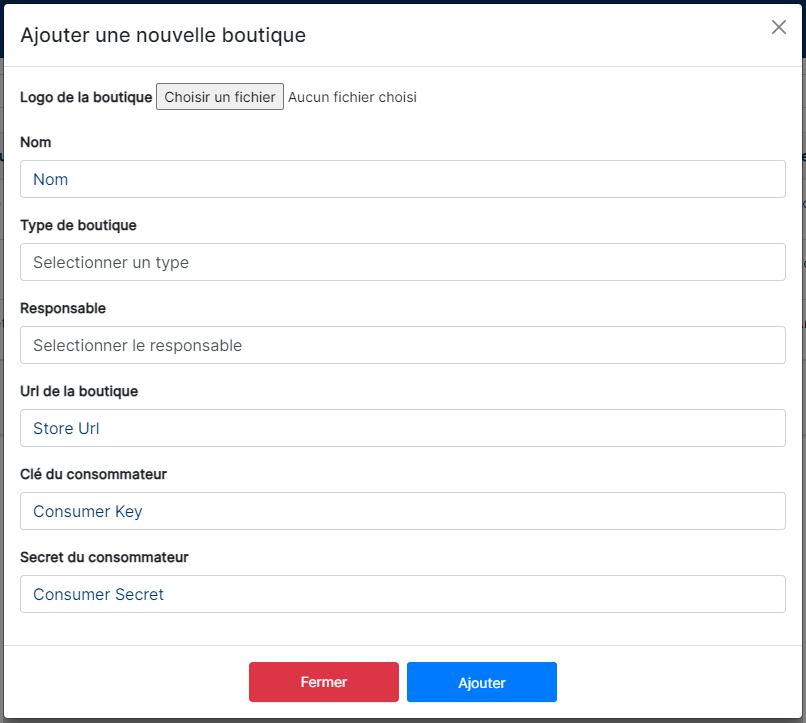 Ajouter une nouvelle boutique
Logo de la boutique Choisir un fichier Aucun fichier choisi
Nom
Nom
Type de boutique
Selectionner un type
Responsable
Selectionner le responsable
Url de la boutique
Store Url
Clé du consommateur
Consumer Key
Secret du consommateur
Consumer Secret
Fermer Ajouter